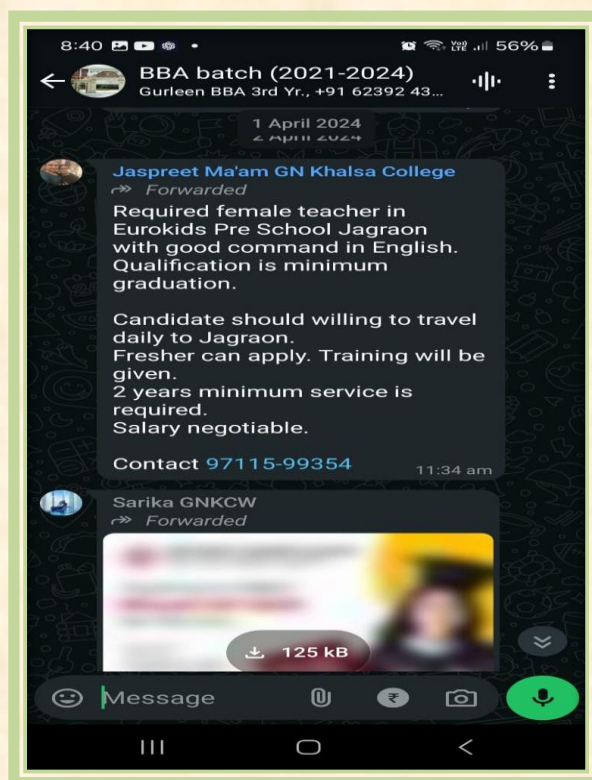 8:40
56%
BBA batch (2021-2024)
Gurleen BBA 3rd Yr., +91 62392 43...
1 April 2024
2 April 2024
Jaspreet Ma'am GN Khalsa College
Forwarded
Required female teacher in
Eurokids Pre School Jagraon
with good command in English.
Qualification is minimum
graduation.
Candidate should willing to travel
daily to Jagraon.
Fresher can apply. Training will be
given.
2 years minimum service is
required.
Salary negotiable.
Contact 97115-99354
11:34 am
Sarika GNKCW
Forwarded
125 kB
Message